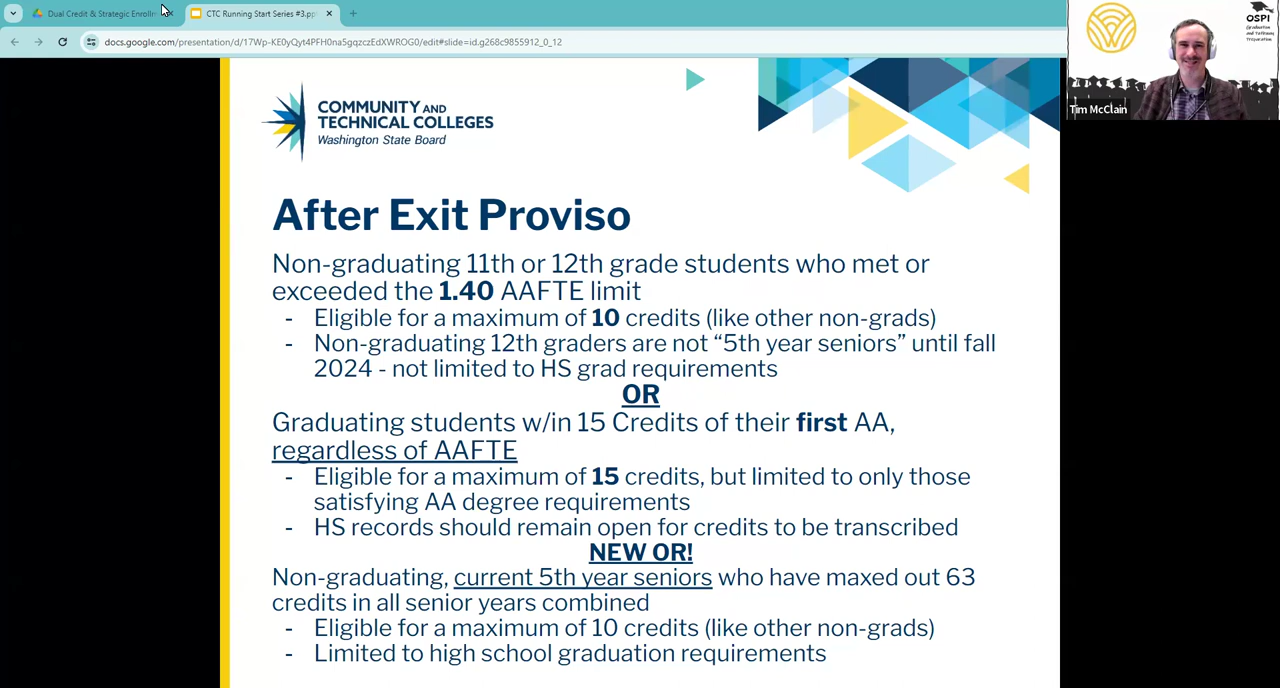 Dual Credit & Strategic Enrollm
CTC Running Start Series #3.pp
docs.google.com/presentation/d/17Wp-KE0yQyt4PFH0na5gqzczEdXWROG0/edit#slide=id.g268c9855912_0_12
OSPI
Graduation
and Pathway
Preparation
Tim McClain
COMMUNITY AND
TECHNICAL COLLEGES
Washington State Board
After Exit Proviso
Non-graduating 11th or 12th grade students who met or
exceeded the 1.40 AAFTE limit
- Eligible for a maximum of 10 credits (like other non-grads)
- Non-graduating 12th graders are not “5th year seniors” until fall
2024 - not limited to HS grad requirements
OR
Graduating students w/in 15 Credits of their first AA,
regardless of AAFTE
- Eligible for a maximum of 15 credits, but limited to only those
satisfying AA degree requirements
- HS records should remain open for credits to be transcribed
NEW OR!
Non-graduating, current 5th year seniors who have maxed out 63
credits in all senior years combined
- Eligible for a maximum of 10 credits (like other non-grads)
- Limited to high school graduation requirements